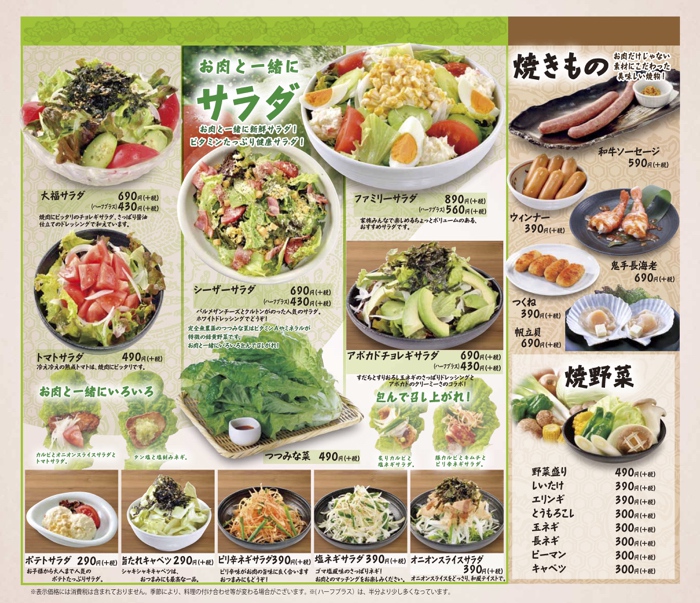 お肉と一緒に
サラダ
お肉と一緒に新鮮サラダ!
ビタミンたっぷり健康サラダ!
大福サラダ 690円(+税)
(ハーフプラス)430円(+税)
焼肉にピッタリのチョレギサラダ。さっぱり醤油
仕立てのドレッシングで和えています。
トマトサラダ 490円(+税)
冷え冷えの熟点トマトは、焼肉にピッタリです。
シーザーサラダ 690円(+税)
(ハーフプラス)430円(+税)
パルメザンチーズとクルトンがのった人気のサラダ。
ホワイトドレッシングでどうぞ!
ファミリーサラダ 890円(+税)
(ハーフプラス)560円(+税)
家族みんなで楽しめるちょっとボリュームのある、
おすすめサラダです。
アボカドチョレギサラダ 690円(+税)
(ハーフプラス)430円(+税)
すだちとすりおろし玉ネギのさっぱりドレッシングと
アボカドのクリーミーさのコラボ!
完全無農薬のつつみな菜はビタミンAやミネラルが
特徴の緑黄野菜です。
お肉と一緒にいろいろ包んで召し上がれ!
お肉と一緒にいろいろ
包んで召し上がれ!
カルビとオニオンスライスサラダと
トマトサラダ。
タン塩と塩刻みネギ。
つつみな菜 490円(+税)
炙りカルビと
塩ネギサラダ。
豚カルビとキムチと
ピリ辛ネギサラダ。
ポテトサラダ 290円(+税)
お子様から大人まで人気の
ポテトたっぷりサラダ。
旨たれキャベツ 290円(+税)
シャキシャキキャベツは、
おつまみにも最高な一品。
ピリ辛ネギサラダ 390円(+税)
ピリ辛味がお肉の旨味に良く合います
おつまみにもどうぞ!
塩ネギサラダ 390円(+税)
ゴマ塩風味のさっぱりネギ!
お肉とのマッチングをお楽しみください。
オニオンスライスサラダ
390円(+税)
オニオンスライスをどっさり、和風テイストで。
焼きもの
お肉だけじゃない
素材にこだわった
美味しい焼物!
和牛ソーセージ
590円(+税)
ウィンナー
390円(+税)
鬼手長海老
690円(+税)
つくね
390円(+税)
帆立貝
690円(+税)
焼野菜
野菜盛り 490円(+税)
しいたけ 390円(+税)
エリンギ 390円(+税)
とうもろこし 300円(+税)
玉ネギ 300円(+税)
長ネギ 300円(+税)
ピーマン 300円(+税)
キャベツ 300円(+税)
※表示価格には消費税は含まれておりません。季節により、料理の付け合わせ等が変わる場合がございます。※(ハーフプラス)は、半分より少し多くなっています。